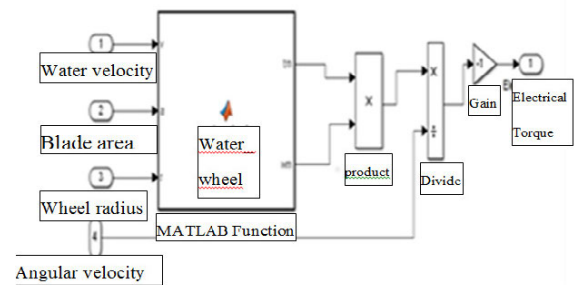 1
Water velocity
2
Blade area
3
Wheel radius
4
Angular velocity
Water
wheel
MATLAB Function
X
product
X
÷
Divide
-1
Gain
1
Electrical
Torque